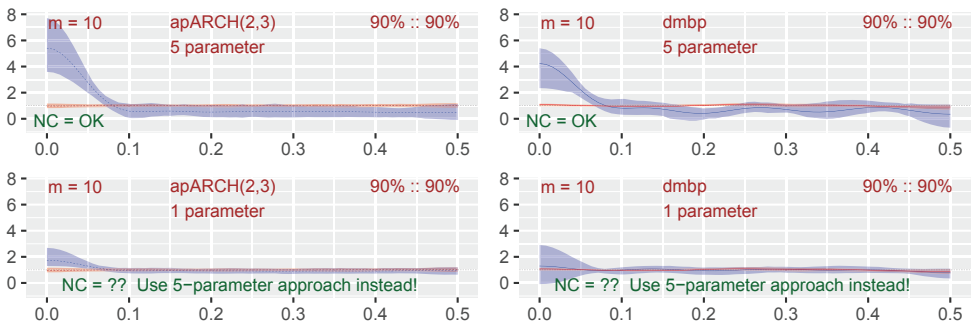 m = 10 apARCH(2,3) 90% :: 90%
5 parameter
8
6
4
2
0
NC = OK
0.0 0.1 0.2 0.3 0.4 0.5
m = 10 dmbp 90% :: 90%
5 parameter
8
6
4
2
0
NC = OK
0.0 0.1 0.2 0.3 0.4 0.5
m = 10 apARCH(2,3) 90% :: 90%
1 parameter
8
6
4
2
0
NC = ?? Use 5−parameter approach instead!
0.0 0.1 0.2 0.3 0.4 0.5
m = 10 dmbp 90% :: 90%
1 parameter
8
6
4
2
0
NC = ?? Use 5−parameter approach instead!
0.0 0.1 0.2 0.3 0.4 0.5